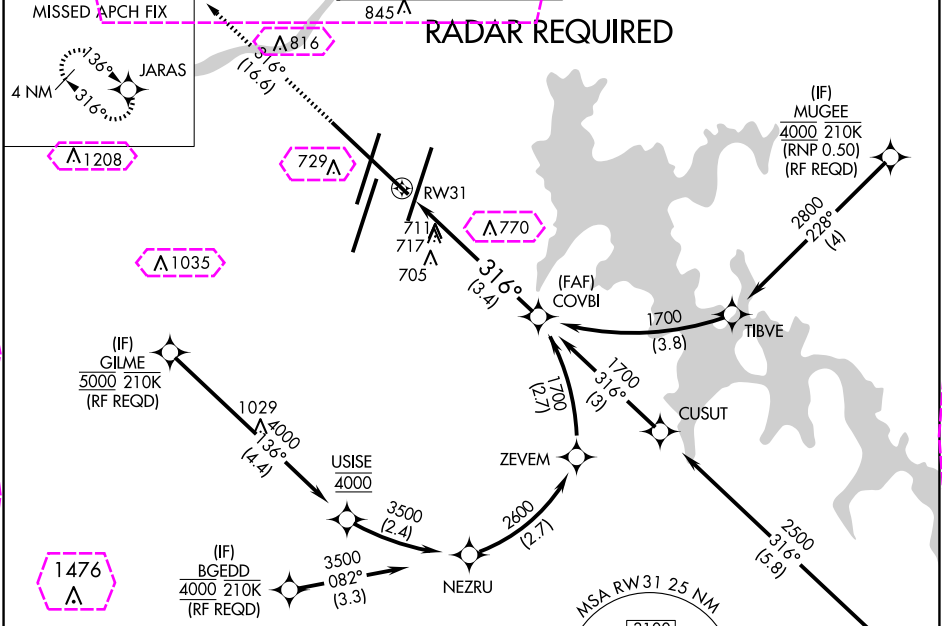 MISSED APCH FIX
845
816
RADAR REQUIRED
316°
(16.6)
136°
JARAS
4 NM
316°
(IF)
MUGEE
4000 210K
(RNP 0.50)
(RF REQD)
1208
729
RW31
711
717
705
770
2800
228°
(4)
1035
316°
(3.4)
(FAF)
COVBI
1700
(3.8)
TIBVE
(IF)
GILME
5000 210K
(RF REQD)
1700
(2.7)
1700
316°
(3)
CUSUT
1029
4000
136°
(4.4)
USISE
4000
ZEVEM
3500
(2.4)
2600
(2.7)
2500
316°
(5.8)
(IF)
BGEDD
4000 210K
(RF REQD)
3500
082°
(3.3)
NEZRU
1476
MSA RW31 25 NM